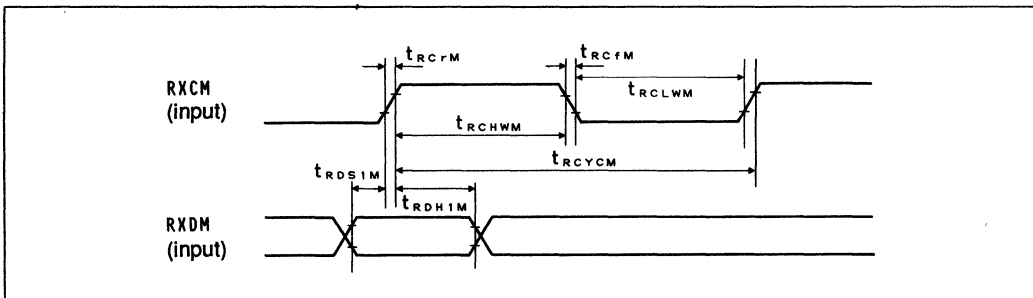 tRCrM
tRCfM
RXCM
(input)
tRCLWM
tRCHWM
tRCYCM
tRDS1M
tRDH1M
RXDM
(input)